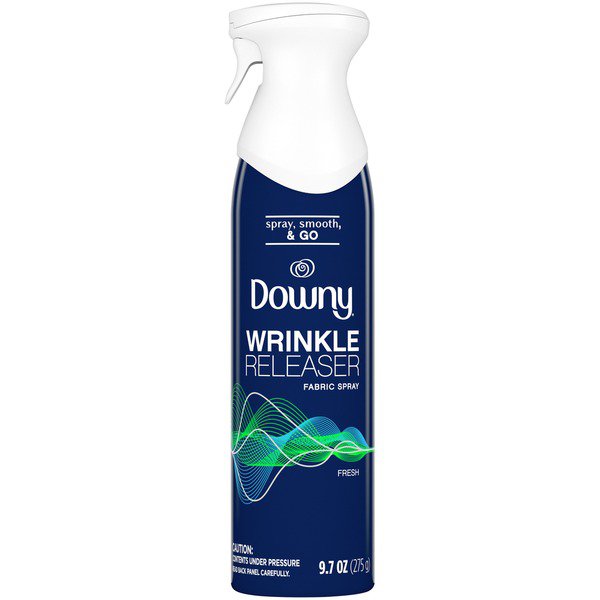 spray, smooth,
& GO
Downy
WRINKLE
RELEASER
FABRIC SPRAY
FRESH
CAUTION:
CONTENTS UNDER PRESSURE
READ BACK PANEL CAREFULLY.
9.7 OZ (275 g)